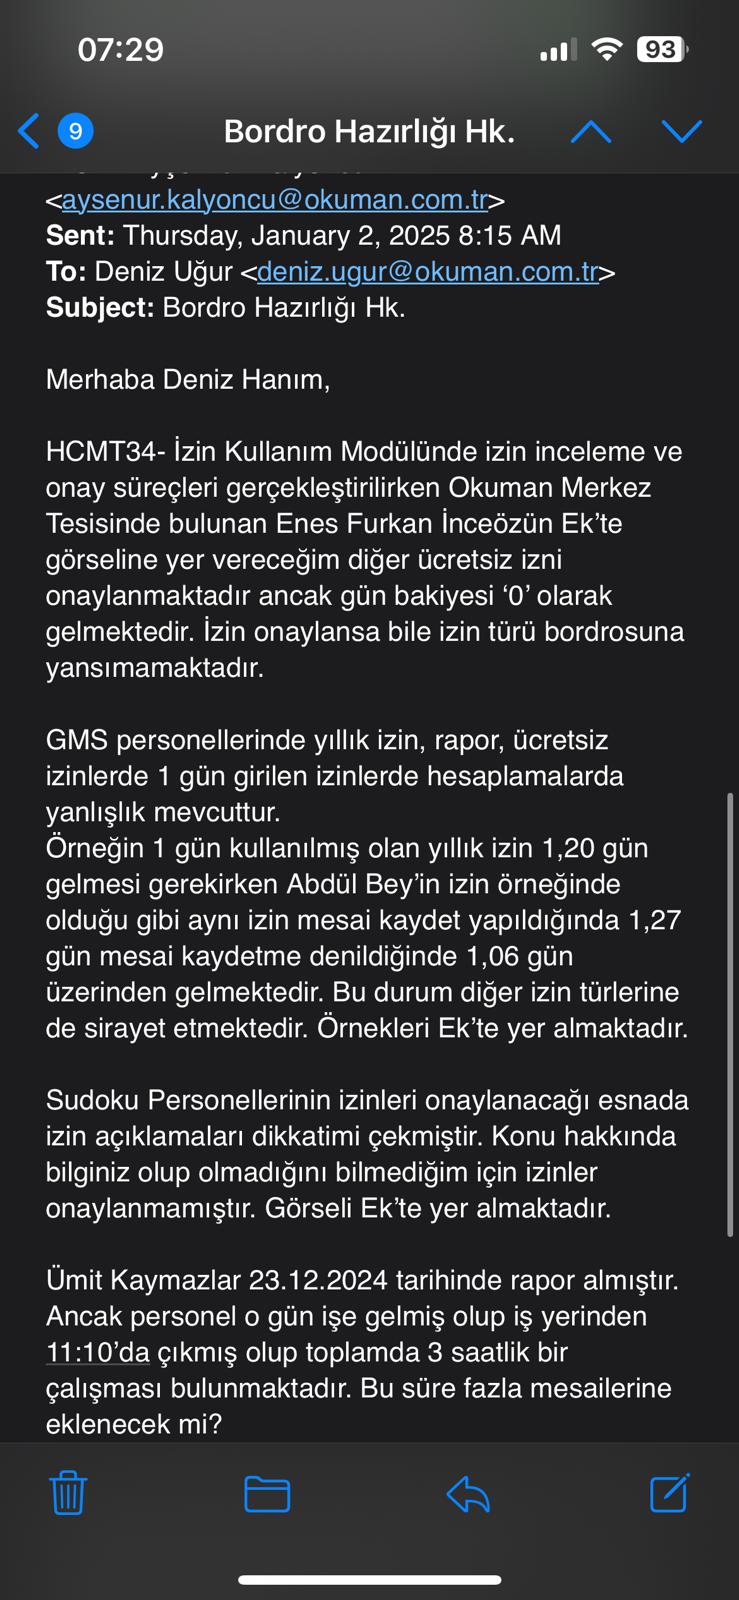 07:29
93
9
Bordro Hazırlığı Hk.
<aysenur.kalyoncu@okuman.com.tr>
Sent: Thursday, January 2, 2025 8:15 AM
To: Deniz Uğur <deniz.ugur@okuman.com.tr>
Subject: Bordro Hazırlığı Hk.
Merhaba Deniz Hanım,
HCMT34- İzin Kullanım Modülünde izin inceleme ve
onay süreçleri gerçekleştirilirken Okuman Merkez
Tesisinde bulunan Enes Furkan İnceözün Ek’te
görseline yer vereceğim diğer ücretsiz izni
onaylanmaktadır ancak gün bakiyesi ‘0’ olarak
gelmektedir. İzin onaylansa bile izin türü bordrosuna
yansımamaktadır.
GMS personellerinde yıllık izin, rapor, ücretsiz
izinlerde 1 gün girilen izinlerde hesaplamalarda
yanlışlık mevcuttur.
Örneğin 1 gün kullanılmış olan yıllık izin 1,20 gün
gelmesi gerekirken Abdül Bey’in izin örneğinde
olduğu gibi aynı izin mesai kaydet yapıldığında 1,27
gün mesai kaydetme denildiğinde 1,06 gün
üzerinden gelmektedir. Bu durum diğer izin türlerine
de sirayet etmektedir. Örnekleri Ek’te yer almaktadır.
Sudoku Personellerinin izinleri onaylanacağı esnada
izin açıklamaları dikkatimi çekmiştir. Konu hakkında
bilginiz olup olmadığını bilmediğim için izinler
onaylanmamıştır. Görseli Ek’te yer almaktadır.
Ümit Kaymazlar 23.12.2024 tarihinde rapor almıştır.
Ancak personel o gün işe gelmiş olup iş yerinden
11:10’da çıkmış olup toplamda 3 saatlik bir
çalışması bulunmaktadır. Bu süre fazla mesailerine
eklenecek mi?